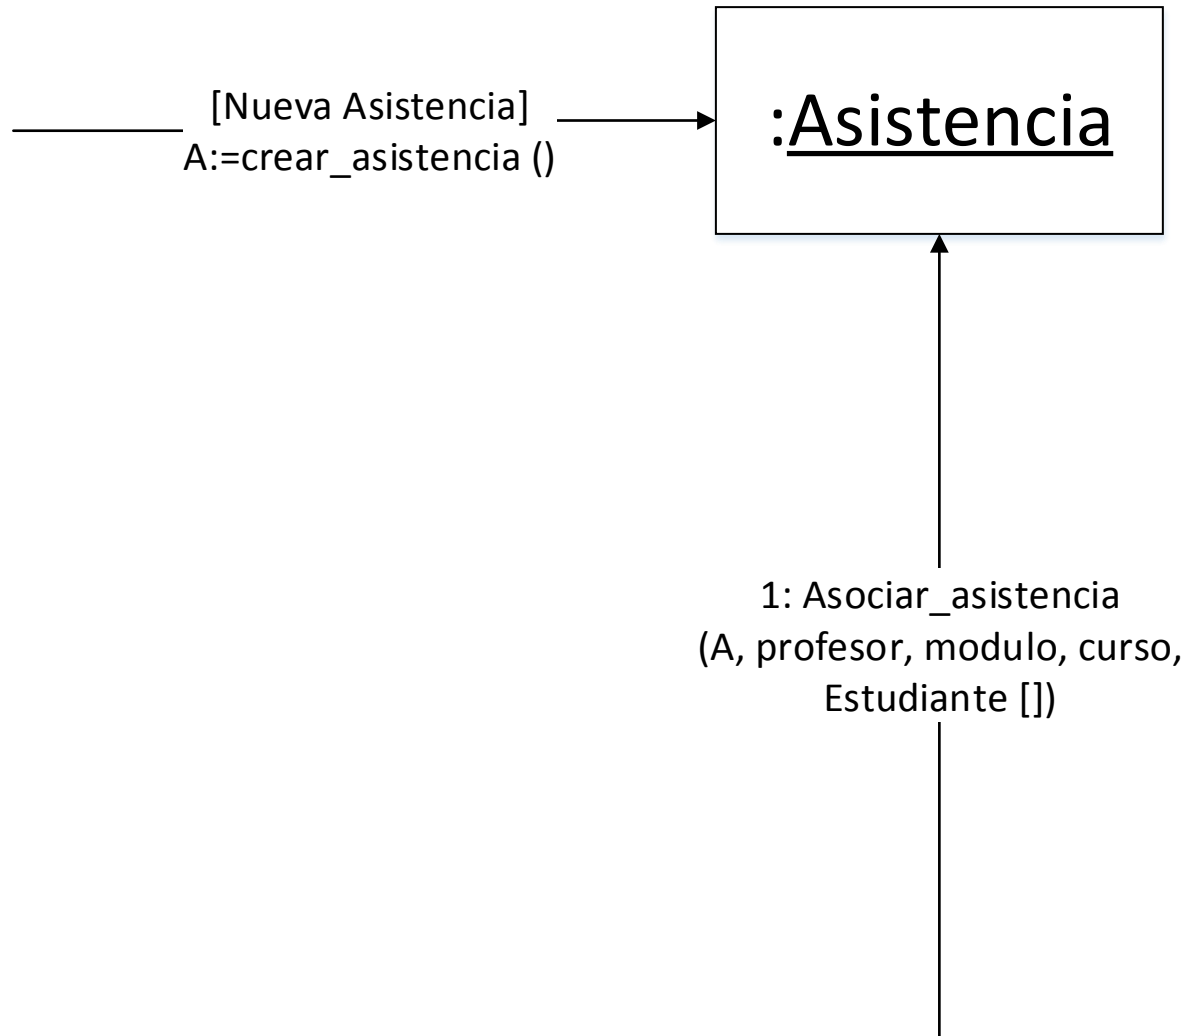 [Nueva Asistencia]
A:=crear_asistencia ()
:Asistencia
1: Asociar_asistencia
(A, profesor, modulo, curso,
Estudiante [])